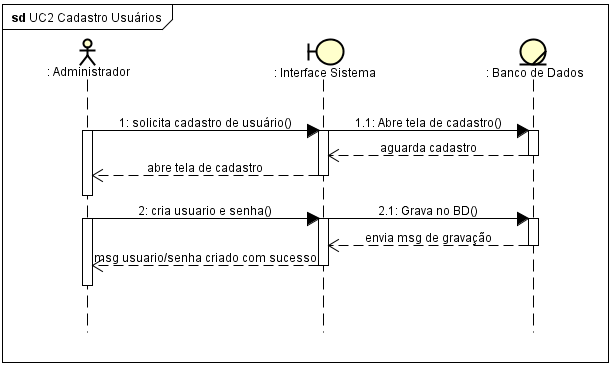 sd UC2 Cadastro Usuários
: Administrador
: Interface Sistema
: Banco de Dados
1: solicita cadastro de usuário()
1.1: Abre tela de cadastro()
aguarda cadastro
abre tela de cadastro
2: cria usuario e senha()
2.1: Grava no BD()
envia msg de gravação
msg usuario/senha criado com sucesso